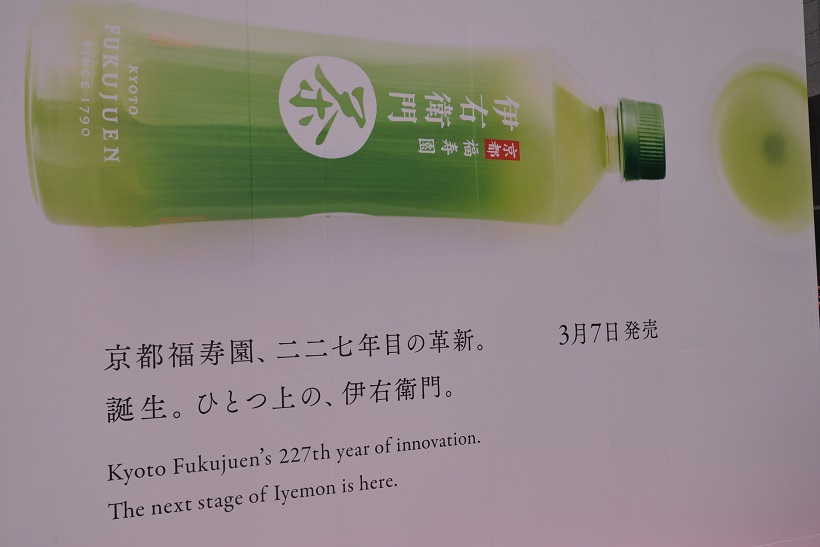 KYOTO
FUKUJUEN
SINCE 1790
茶
伊右衛門
京都福寿園
京都福寿園、二二七年目の革新。
3月7日発売
誕生。ひとつ上の、伊右衛門。
Kyoto Fukujuen's 227th year of innovation.
The next stage of Iyemon is here.